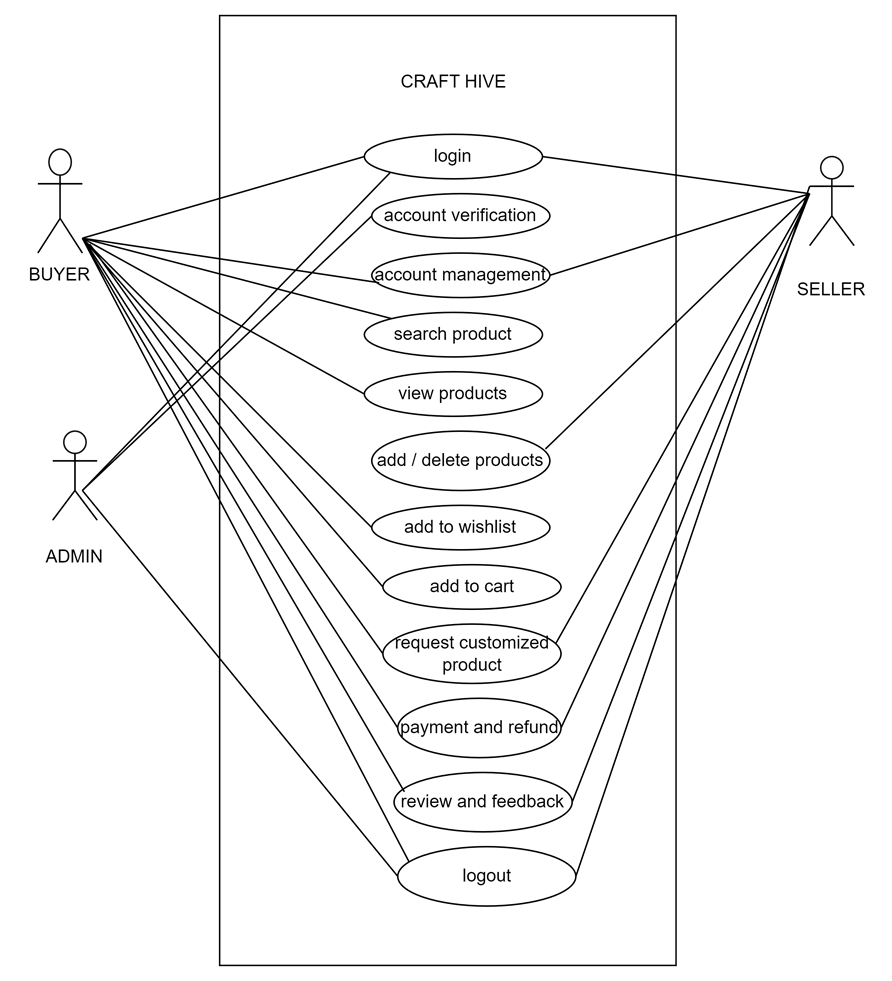 CRAFT HIVE
login
account verification
BUYER
account management
SELLER
search product
view products
add / delete products
add to wishlist
ADMIN
add to cart
request customized
product
payment and refund
review and feedback
logout